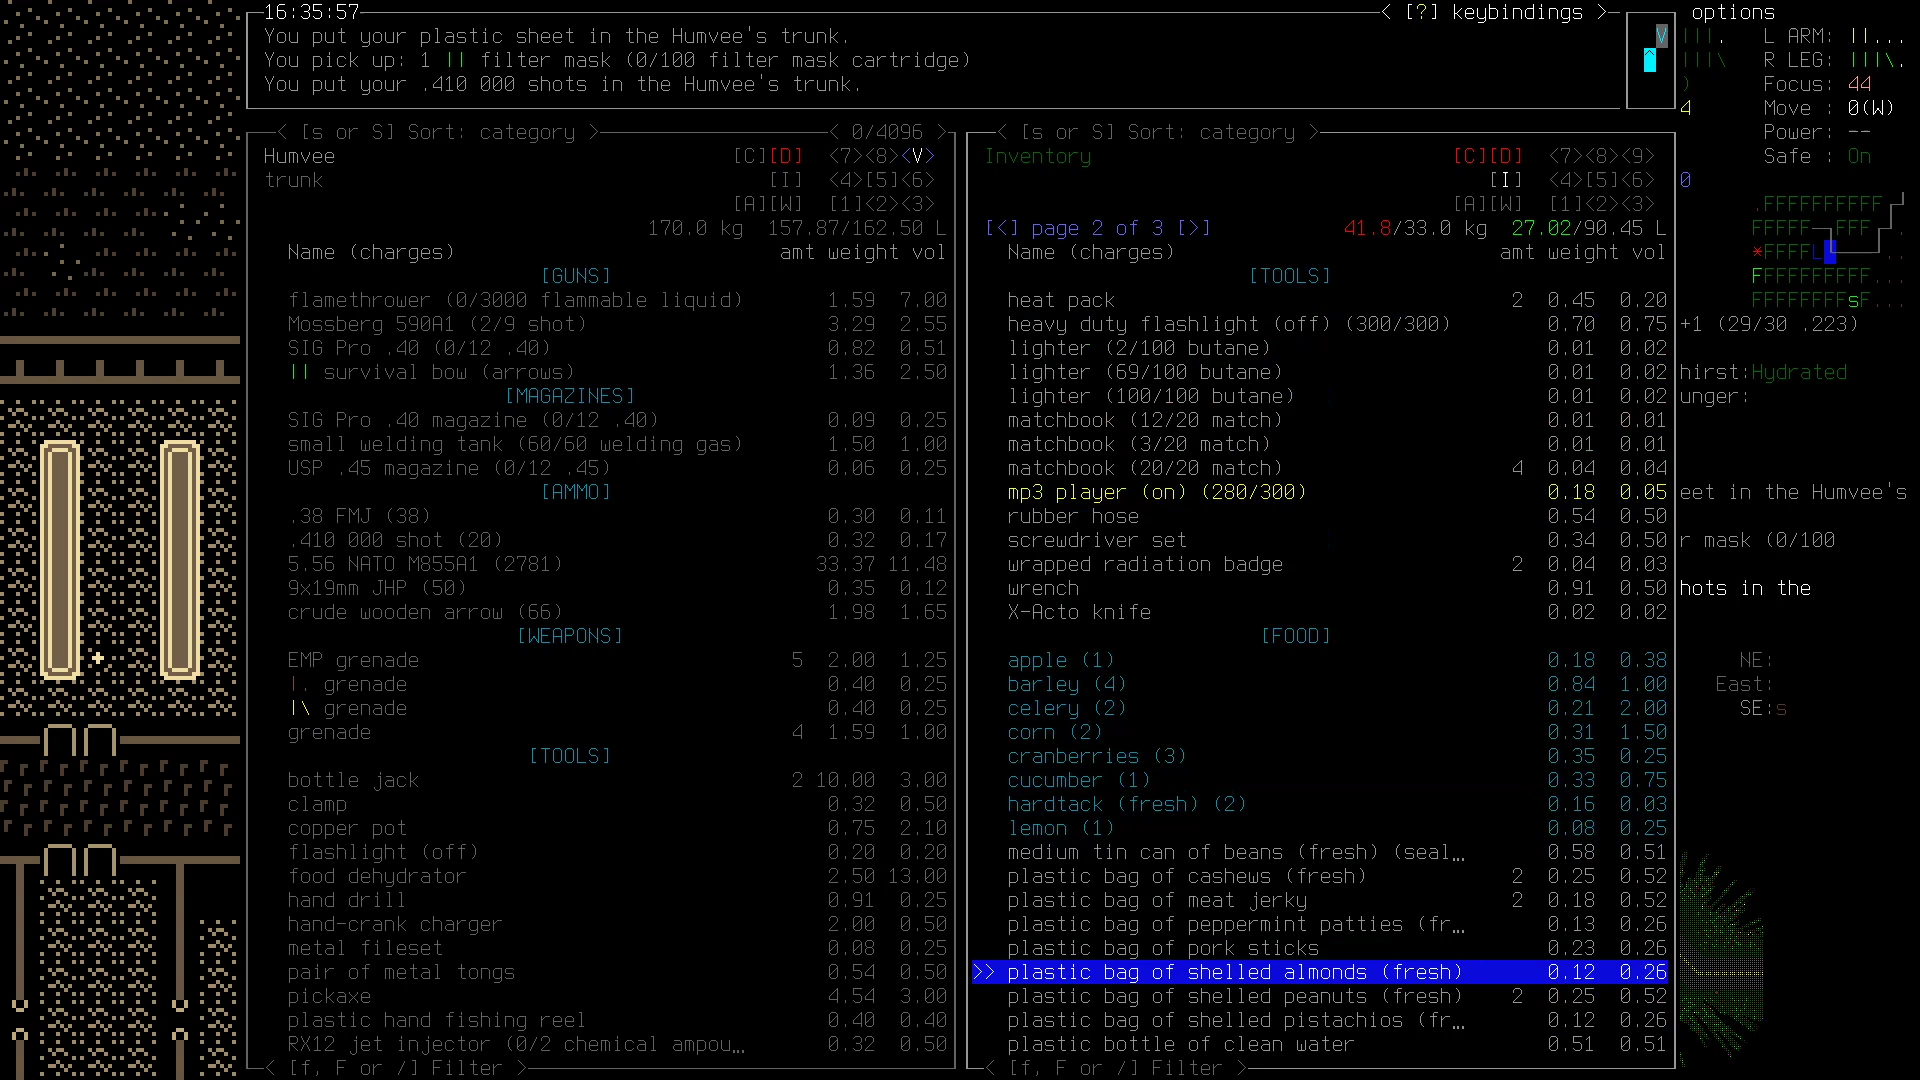 16:35:57 < [?] keybindings > options
You put your plastic sheet in the Humvee's trunk. V |||. L ARM: ||...
You pick up: 1 || filter mask (0/100 filter mask cartridge) ^ |||\ R LEG: |||\.
You put your .410 000 shots in the Humvee's trunk. ) Focus: 44
4 Move : 0(W)
< [s or S] Sort: category > < 0/4096 > < [s or S] Sort: category > Power: --
Humvee [C][D] <7><8><V> Inventory [C][D] <7><8><9> Safe : On
trunk [I] <4>[5]<6> [I] <4>[5]<6> 0
[A][W] [1]<2><3> [A][W] [1]<2><3> .FFFFFFFFFF
170.0 kg 157.87/162.50 L [<] page 2 of 3 [>] 41.8/33.0 kg 27.02/90.45 L FFFFF FFF
Name (charges) amt weight vol Name (charges) amt weight vol *FFFFL ..
[GUNS] [TOOLS] FFFFFFFFFF...
flamethrower (0/3000 flammable liquid) 1.59 7.00 heat pack 2 0.45 0.20 FFFFFFFFsF...
Mossberg 590A1 (2/9 shot) 3.29 2.55 heavy duty flashlight (off) (300/300) 0.70 0.75 +1 (29/30 .223)
SIG Pro .40 (0/12 .40) 0.82 0.51 lighter (2/100 butane) 0.01 0.02
|| survival bow (arrows) 1.36 2.50 lighter (69/100 butane) 0.01 0.02 hirst:Hydrated
[MAGAZINES] lighter (100/100 butane) 0.01 0.02 unger:
SIG Pro .40 magazine (0/12 .40) 0.09 0.25 matchbook (12/20 match) 0.01 0.01
small welding tank (60/60 welding gas) 1.50 1.00 matchbook (3/20 match) 0.01 0.01
USP .45 magazine (0/12 .45) 0.06 0.25 matchbook (20/20 match) 4 0.04 0.04
[AMMO] mp3 player (on) (280/300) 0.18 0.05 eet in the Humvee's
.38 FMJ (38) 0.30 0.11 rubber hose 0.54 0.50
.410 000 shot (20) 0.32 0.17 screwdriver set 0.34 0.50 r mask (0/100
5.56 NATO M855A1 (2781) 33.37 11.48 wrapped radiation badge 2 0.04 0.03
9x19mm JHP (50) 0.35 0.12 wrench 0.91 0.50 hots in the
crude wooden arrow (66) 1.98 1.65 X-Acto knife 0.02 0.02
[WEAPONS] [FOOD]
EMP grenade 5 2.00 1.25 apple (1) 0.18 0.38 NE:
|. grenade 0.40 0.25 barley (4) 0.84 1.00 East:
|\ grenade 0.40 0.25 celery (2) 0.21 2.00 SE:s
grenade 4 1.59 1.00 corn (2) 0.31 1.50
[TOOLS] cranberries (3) 0.35 0.25
bottle jack 2 10.00 3.00 cucumber (1) 0.33 0.75
clamp 0.32 0.50 hardtack (fresh) (2) 0.16 0.03
copper pot 0.75 2.10 lemon (1) 0.08 0.25
flashlight (off) 0.20 0.20 medium tin can of beans (fresh) (seal… 0.58 0.51
food dehydrator 2.50 13.00 plastic bag of cashews (fresh) 2 0.25 0.52
hand drill 0.91 0.25 plastic bag of meat jerky 2 0.18 0.52
hand-crank charger 2.00 0.50 plastic bag of peppermint patties (fr… 0.13 0.26
metal fileset 0.08 0.25 plastic bag of pork sticks 0.23 0.26
pair of metal tongs 0.54 0.50 >> plastic bag of shelled almonds (fresh) 0.12 0.26
pickaxe 4.54 3.00 plastic bag of shelled peanuts (fresh) 2 0.25 0.52
plastic hand fishing reel 0.40 0.40 plastic bag of shelled pistachios (fr… 0.12 0.26
RX12 jet injector (0/2 chemical ampou… 0.32 0.50 plastic bottle of clean water 0.51 0.51
< [f, F or /] Filter > < [f, F or /] Filter >